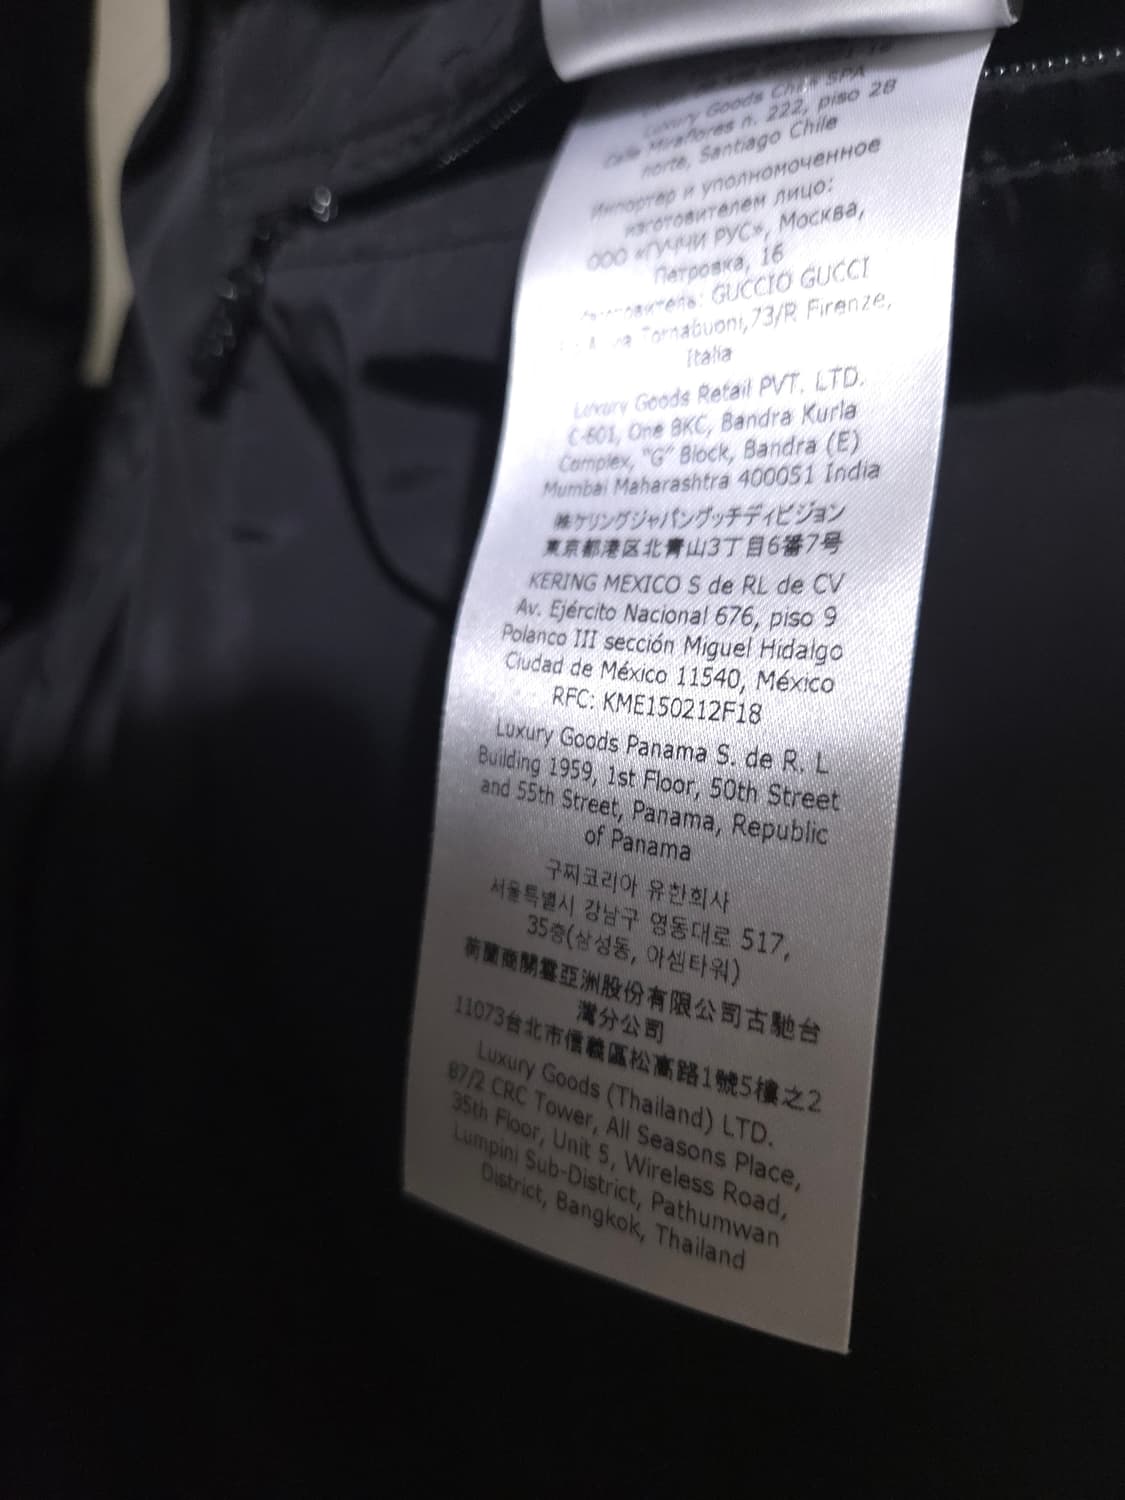 Luxury Goods Chile SPA
Calle Miraflores n. 222, piso 28
norte, Santiago Chile
Импортер и уполномоченное
изготовителем лицо:
ООО «ГУЧЧИ РУС», Москва,
Петровка, 16
Изготовитель: GUCCIO GUCCI
Tornabuoni,73/R Firenze,
Italia
Luxury Goods Retail PVT. LTD.
C-601, One BKC, Bandra Kurla
Complex, "G" Block, Bandra (E)
Mumbai Maharashtra 400051 India
㈱ケリングジャパングッチディビジョン
東京都港区北青山3丁目6番7号
KERING MEXICO S de RL de CV
Av. Ejército Nacional 676, piso 9
Polanco III sección Miguel Hidalgo
Ciudad de México 11540, México
RFC: KME150212F18
Luxury Goods Panama S. de R. L
Building 1959, 1st Floor, 50th Street
and 55th Street, Panama, Republic
of Panama
구찌코리아 유한회사
서울특별시 강남구 영동대로 517,
35층(삼성동, 아셈타워)
荷蘭商開雲亞洲股份有限公司古馳台
灣分公司
11073台北市信義區松高路1號5樓之2
Luxury Goods (Thailand) LTD.
87/2 CRC Tower, All Seasons Place,
35th Floor, Unit 5, Wireless Road,
Lumpini Sub-District, Pathumwan
District, Bangkok, Thailand